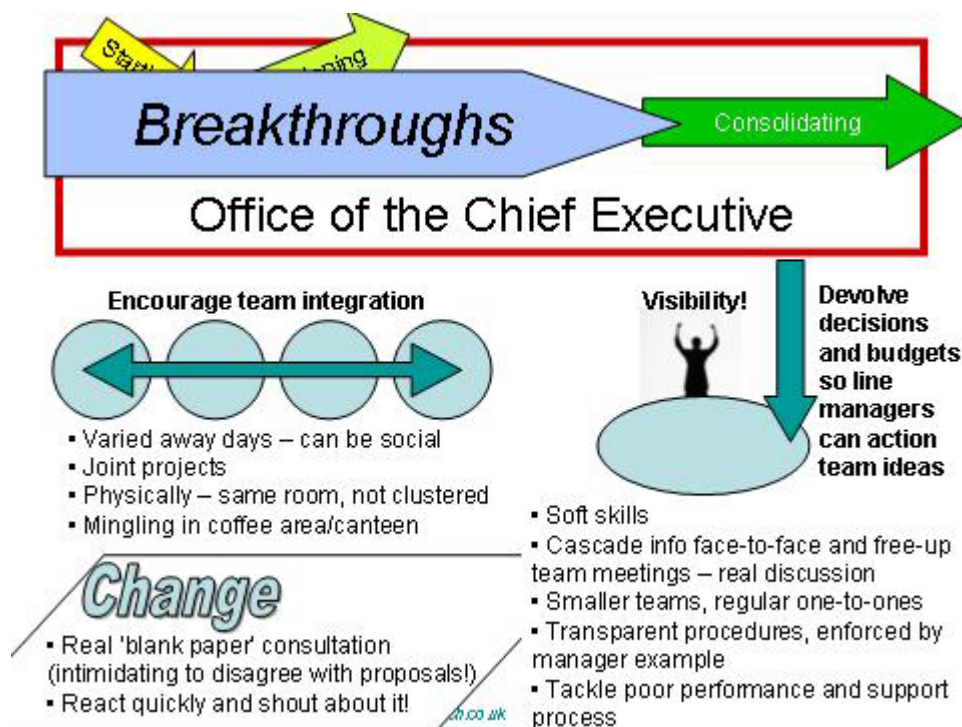 Breakthroughs
Consolidating
Office of the Chief Executive
Encourage team integration
▪ Varied away days – can be social
▪ Joint projects
▪ Physically – same room, not clustered
▪ Mingling in coffee area/canteen
Visibility!
Devolve
decisions
and budgets
so line
managers
can action
team ideas
▪ Soft skills
▪ Cascade info face-to-face and free-up
team meetings – real discussion
▪ Smaller teams, regular one-to-ones
▪ Transparent procedures, enforced by
manager example
▪ Tackle poor performance and support
process
Change
▪ Real 'blank paper' consultation
(intimidating to disagree with proposals!)
▪ React quickly and shout about it!